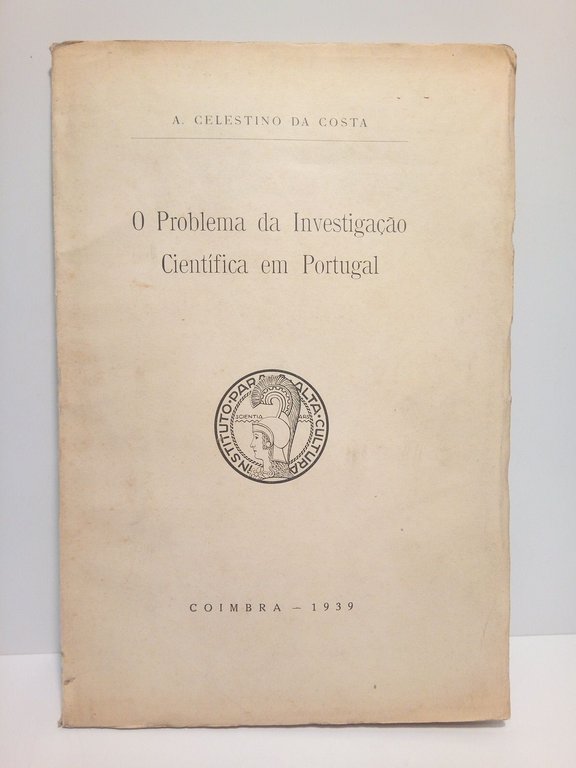 A. CELESTINO DA COSTA
O Problema da Investigação
Científica em Portugal
INSTITUTO · PARA · A · ALTA · CULTURA
SCIENTIA ARS
COIMBRA — 1939